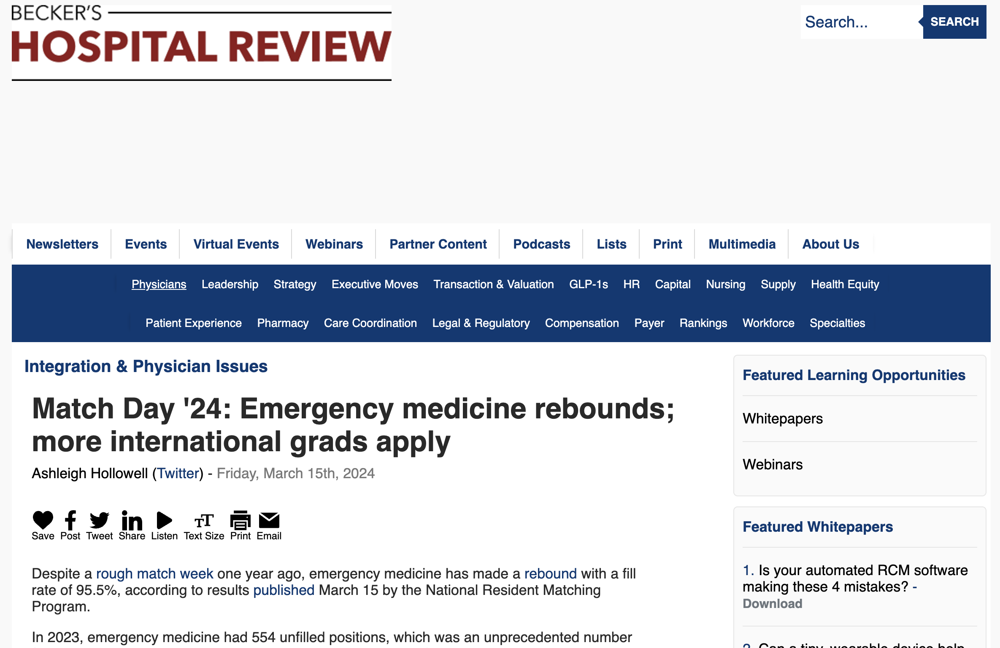 BECKER'S
HOSPITAL REVIEW
Search...
SEARCH
Newsletters Events Virtual Events Webinars Partner Content Podcasts Lists Print Multimedia About Us
Physicians Leadership Strategy Executive Moves Transaction & Valuation GLP-1s HR Capital Nursing Supply Health Equity
Patient Experience Pharmacy Care Coordination Legal & Regulatory Compensation Payer Rankings Workforce Specialties
Integration & Physician Issues
Match Day '24: Emergency medicine rebounds;
more international grads apply
Ashleigh Hollowell (Twitter) - Friday, March 15th, 2024
Save Post Tweet Share Listen Text Size Print Email
Despite a rough match week one year ago, emergency medicine has made a rebound with a fill
rate of 95.5%, according to results published March 15 by the National Resident Matching
Program.
In 2023, emergency medicine had 554 unfilled positions, which was an unprecedented number
Featured Learning Opportunities
Whitepapers
Webinars
Featured Whitepapers
1. Is your automated RCM software
making these 4 mistakes? -
Download
2. Can a tiny, wearable device help